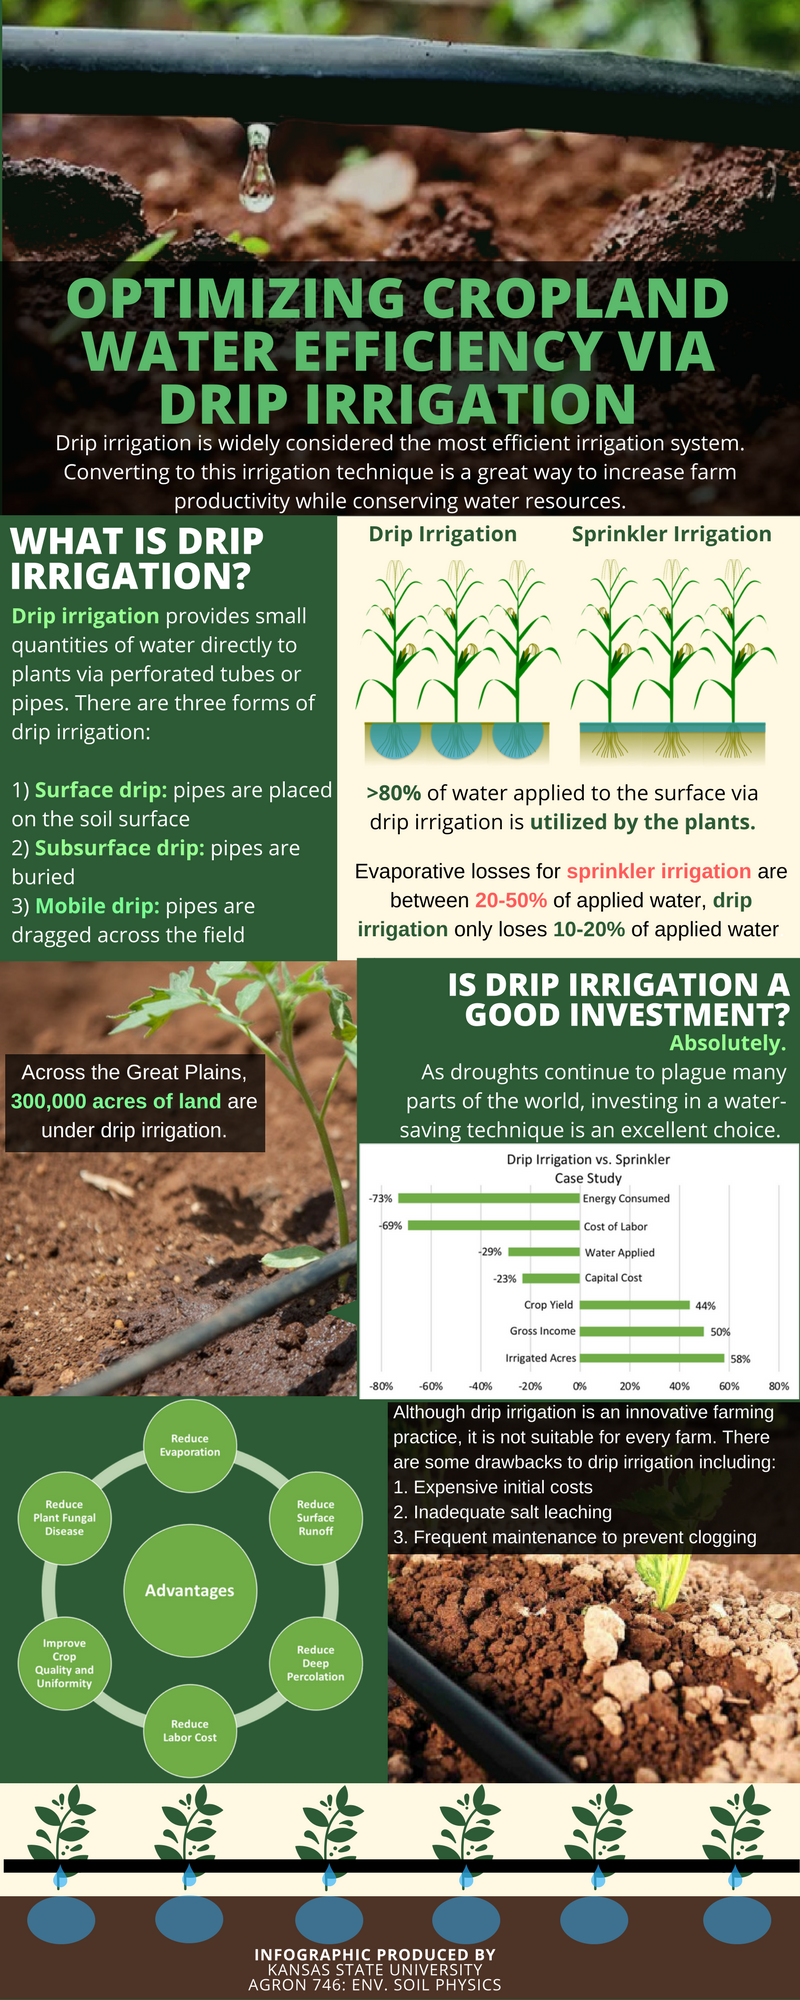 OPTIMIZING CROPLAND
WATER EFFICIENCY VIA
DRIP IRRIGATION
Drip irrigation is widely considered the most efficient irrigation system.
Converting to this irrigation technique is a great way to increase farm
productivity while conserving water resources.
WHAT IS DRIP
IRRIGATION?
Drip irrigation provides small
quantities of water directly to
plants via perforated tubes or
pipes. There are three forms of
drip irrigation:
1) Surface drip: pipes are placed
on the soil surface
2) Subsurface drip: pipes are
buried
3) Mobile drip: pipes are
dragged across the field
Drip Irrigation
Sprinkler Irrigation
>80% of water applied to the surface via
drip irrigation is utilized by the plants.
Evaporative losses for sprinkler irrigation are
between 20-50% of applied water, drip
irrigation only loses 10-20% of applied water
Across the Great Plains,
300,000 acres of land are
under drip irrigation.
IS DRIP IRRIGATION A
GOOD INVESTMENT?
Absolutely.
As droughts continue to plague many
parts of the world, investing in a water-
saving technique is an excellent choice.
Drip Irrigation vs. Sprinkler
Case Study
-73% Energy Consumed
-69% Cost of Labor
-29% Water Applied
-23% Capital Cost
Crop Yield 44%
Gross Income 50%
Irrigated Acres 58%
-80% -60% -40% -20% 0% 20% 40% 60% 80%
Reduce
Evaporation
Reduce
Surface
Runoff
Reduce
Deep
Percolation
Reduce
Labor Cost
Improve
Crop
Quality and
Uniformity
Reduce
Plant Fungal
Disease
Advantages
Although drip irrigation is an innovative farming
practice, it is not suitable for every farm. There
are some drawbacks to drip irrigation including:
1. Expensive initial costs
2. Inadequate salt leaching
3. Frequent maintenance to prevent clogging
INFOGRAPHIC PRODUCED BY
KANSAS STATE UNIVERSITY
AGRON 746: ENV. SOIL PHYSICS